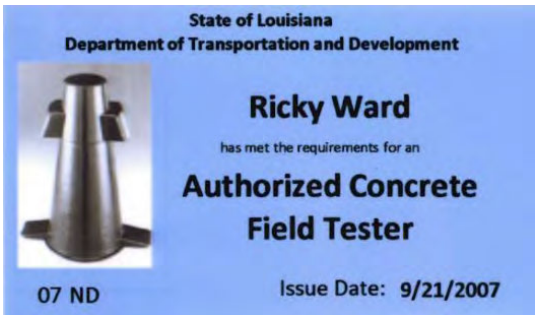 State of Louisiana
Department of Transportation and Development
Ricky Ward
has met the requirements for an
Authorized Concrete
Field Tester
07 ND
Issue Date: 9/21/2007